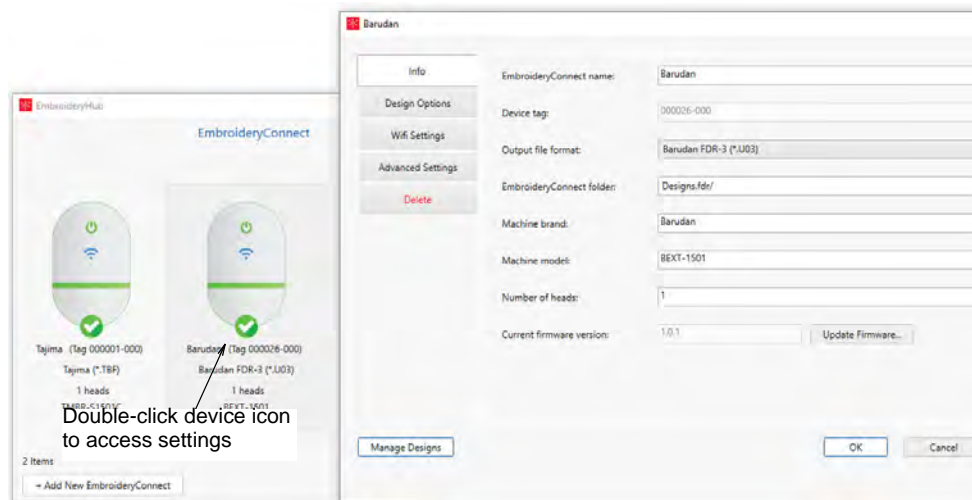 EmbroideryHub
EmbroideryConnect
Tajima (Tag 000001-000)
Tajima (*.TBF)
1 heads
TMBR-S1501C
Barudan (Tag 000026-000)
Barudan FDR-3 (*.U03)
1 heads
BEXT-1501
Double-click device icon
to access settings
2 Items
+ Add New EmbroideryConnect
Barudan
Info
Design Options
Wifi Settings
Advanced Settings
Delete
EmbroideryConnect name: Barudan
Device tag: 000026-000
Output file format: Barudan FDR-3 (*.U03)
EmbroideryConnect folder: Designs.fdr/
Machine brand: Barudan
Machine model: BEXT-1501
Number of heads: 1
Current firmware version: 1.0.1 Update Firmware...
Manage Designs
OK
Cancel